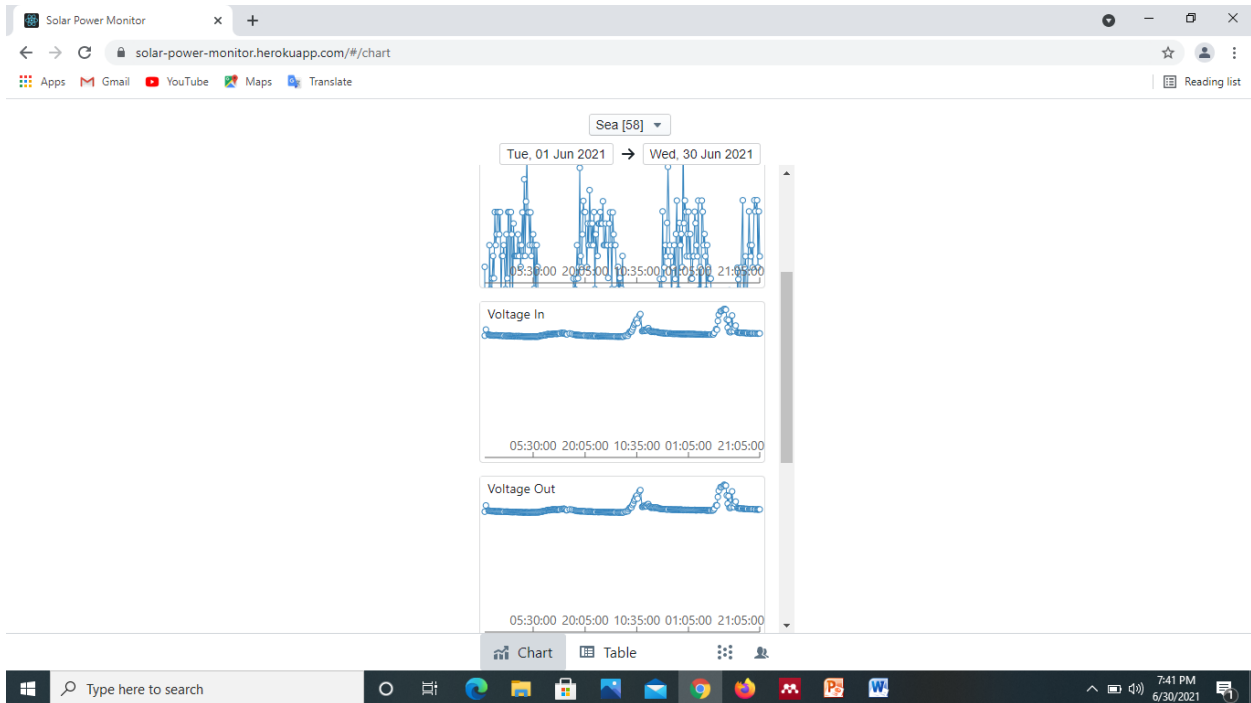 Solar Power Monitor
solar-power-monitor.herokuapp.com/#/chart
Apps Gmail YouTube Maps Translate Reading list
Sea [58]
Tue, 01 Jun 2021 → Wed, 30 Jun 2021
05:30:00 20:05:00 10:35:00 01:05:00 21:05:00
Voltage In
05:30:00 20:05:00 10:35:00 01:05:00 21:05:00
Voltage Out
05:30:00 20:05:00 10:35:00 01:05:00 21:05:00
Chart Table
Type here to search
7:41 PM
6/30/2021